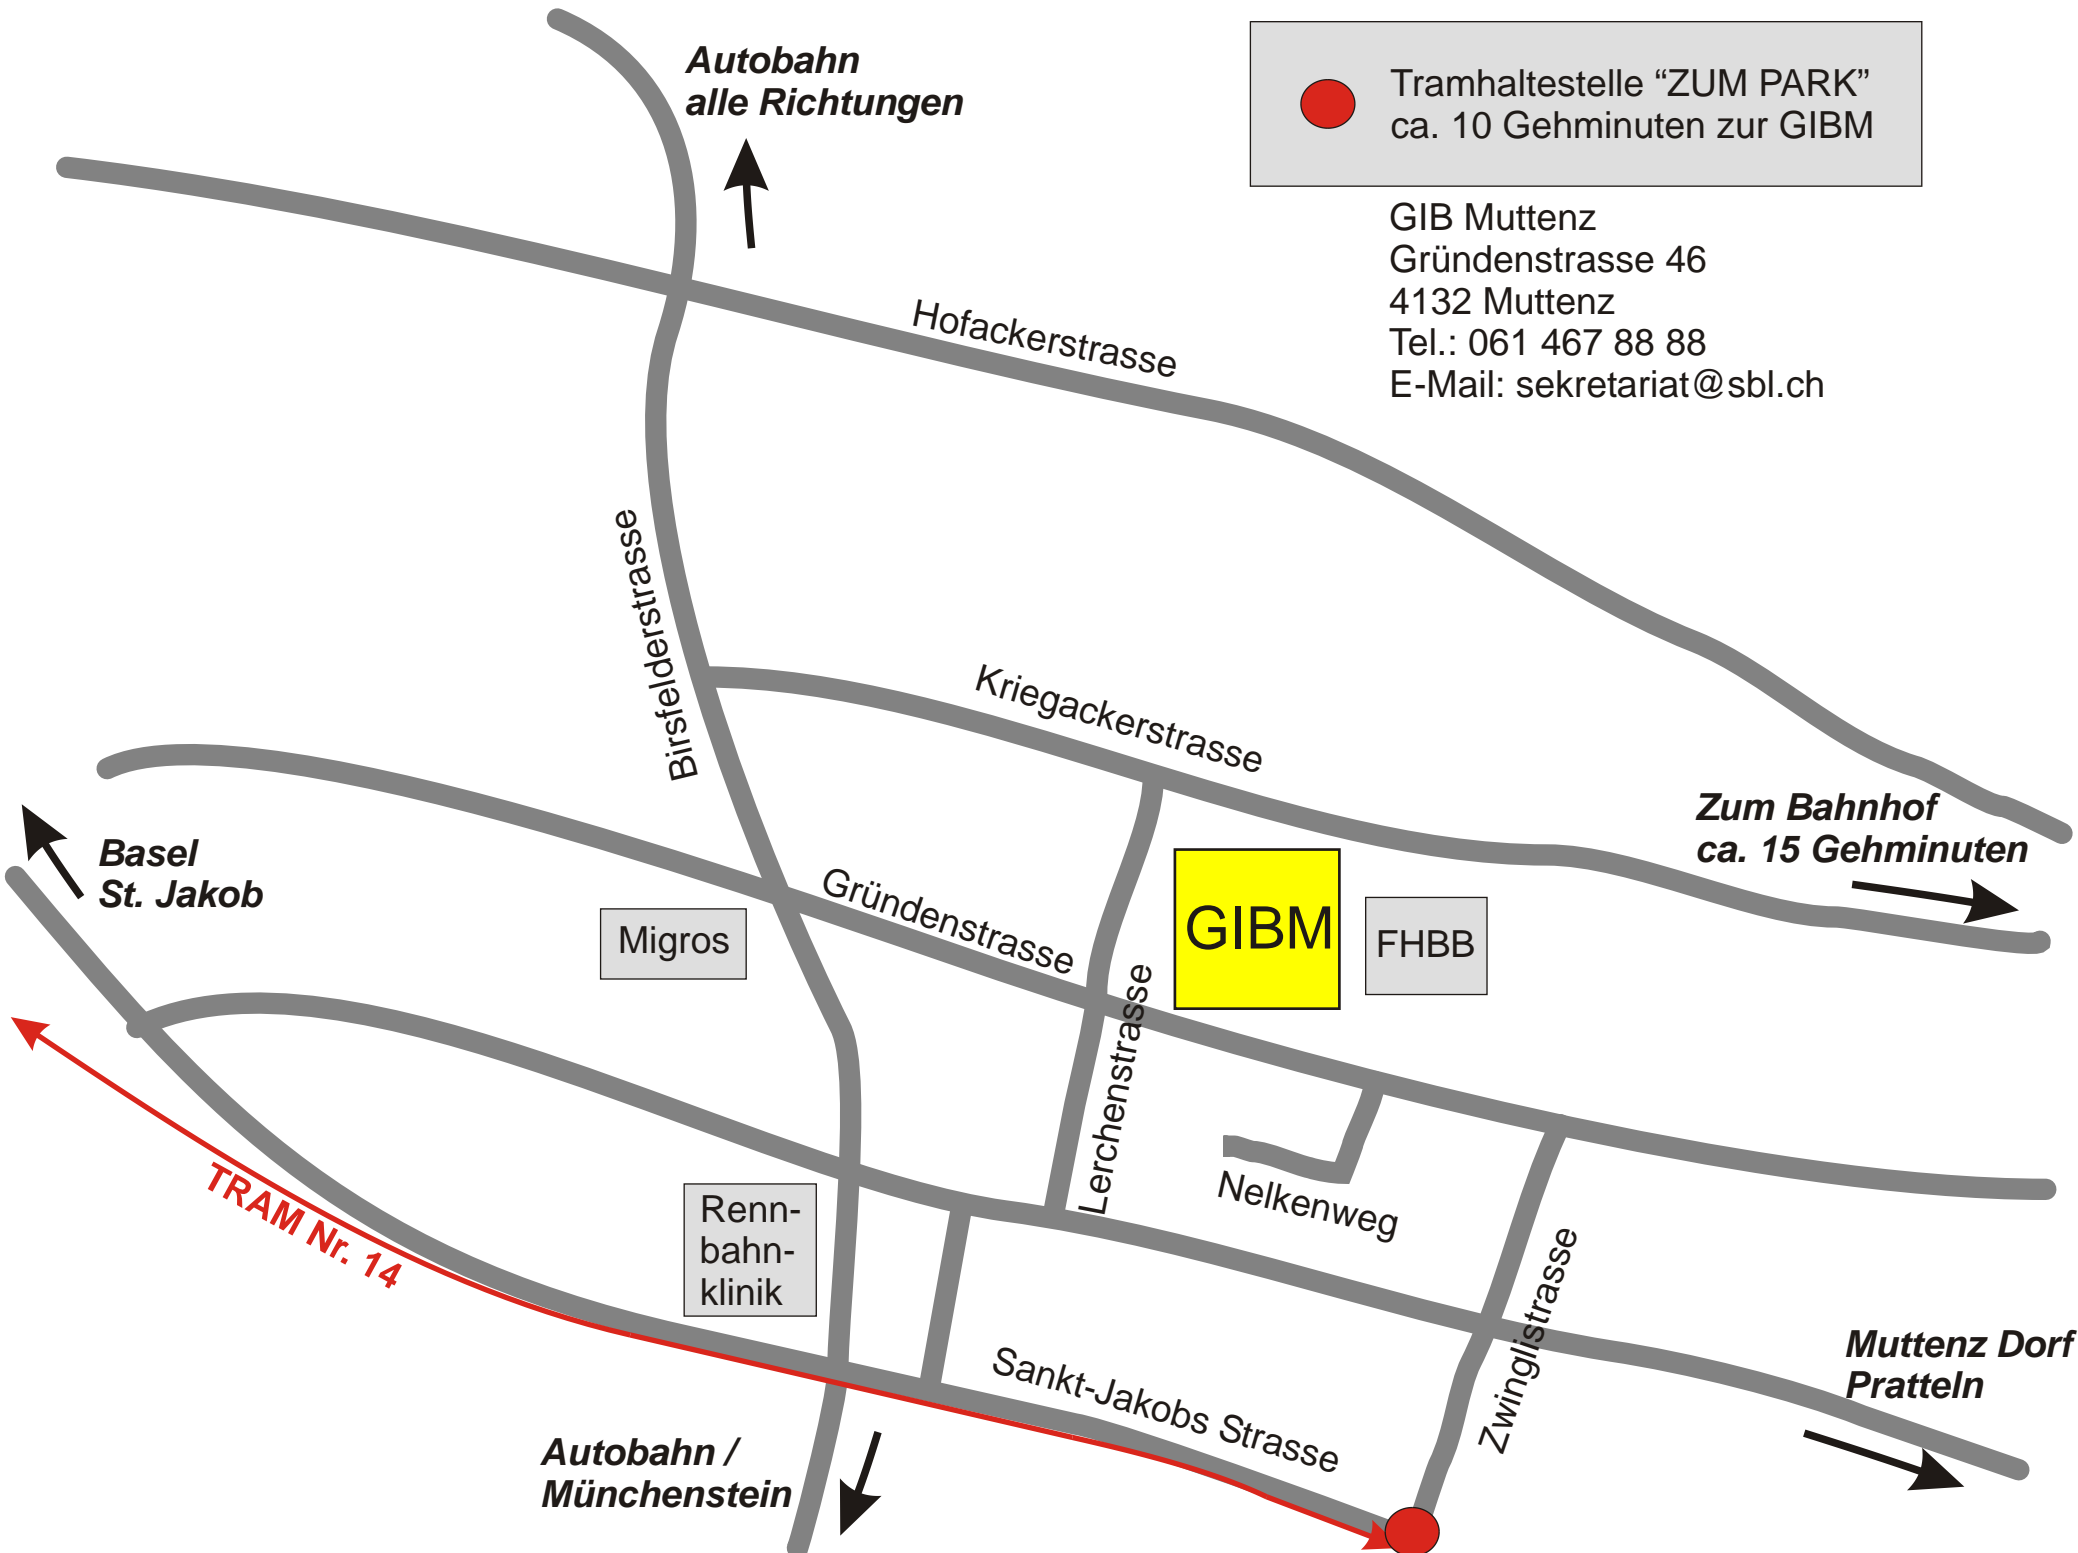 Autobahn
alle Richtungen
Tramhaltestelle “ZUM PARK”
ca. 10 Gehminuten zur GIBM
GIB Muttenz
Gründenstrasse 46
4132 Muttenz
Tel.: 061 467 88 88
E-Mail: sekretariat@sbl.ch
Hofackerstrasse
Birsfelderstrasse
Kriegackerstrasse
Zum Bahnhof
ca. 15 Gehminuten
Basel
St. Jakob
Gründenstrasse
Migros
GIBM
FHBB
Lerchenstrasse
Nelkenweg
TRAM Nr. 14
Renn-
bahn-
klinik
Zwinglistrasse
Sankt-Jakobs Strasse
Muttenz Dorf
Pratteln
Autobahn /
Münchenstein